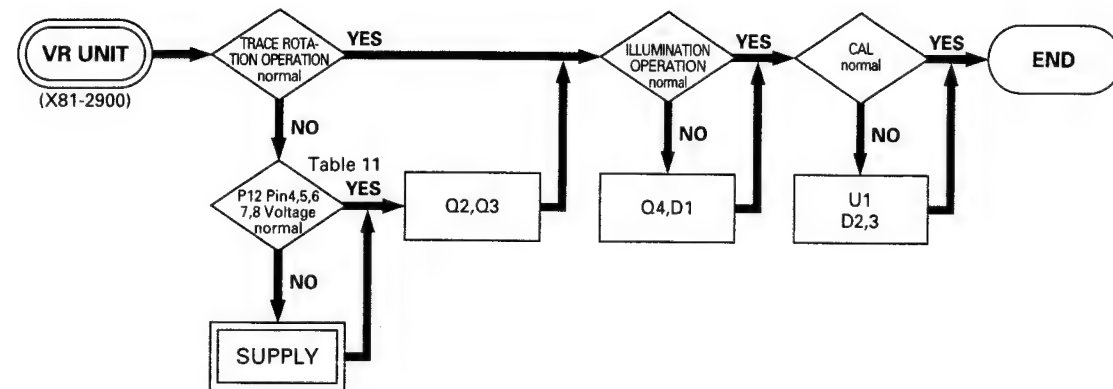 VR UNIT
(X81-2900)
TRACE ROTA-
TION OPERATION
normal
YES
NO
Table 11
P12 Pin4,5,6
7,8 Voltage
normal
YES
NO
SUPPLY
Q2,Q3
ILLUMINATION
OPERATION
normal
YES
NO
Q4,D1
CAL
normal
YES
NO
U1
D2,3
END